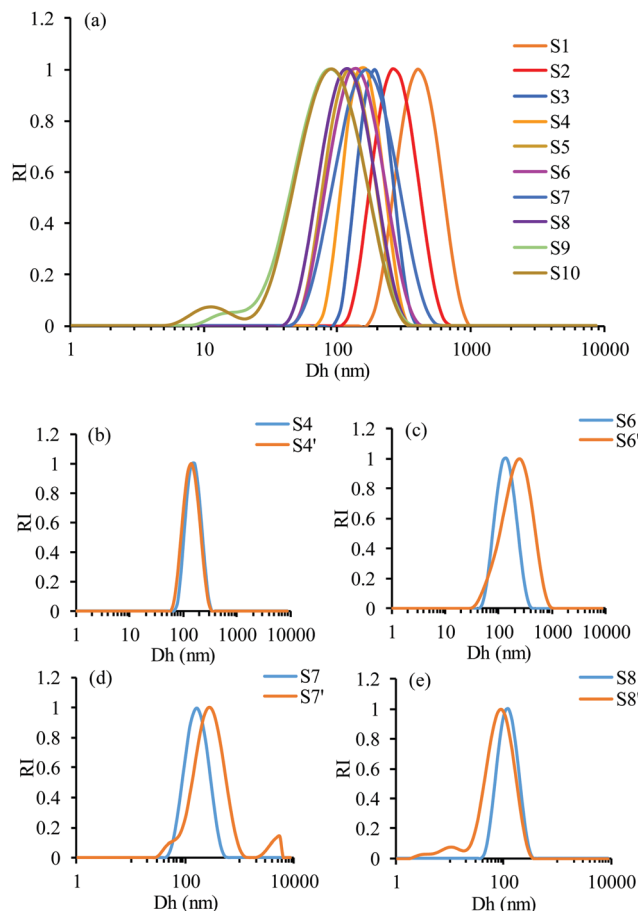 (a)
1.2
1
0.8
0.6
0.4
0.2
0
RI
1 10 100 1000 10000
Dh (nm)
S1
S2
S3
S4
S5
S6
S7
S8
S9
S10
(b)
S4
S4'
1.2
1
0.8
0.6
0.4
0.2
0
RI
1 10 100 1000 10000
Dh (nm)
(c)
S6
S6'
1.2
1
0.8
0.6
0.4
0.2
0
RI
1 10 100 1000 10000
Dh (nm)
(d)
S7
S7'
1.2
1
0.8
0.6
0.4
0.2
0
RI
1 100 10000
Dh (nm)
(e)
S8
S8'
1.2
1
0.8
0.6
0.4
0.2
0
RI
1 100 10000
Dh (nm)